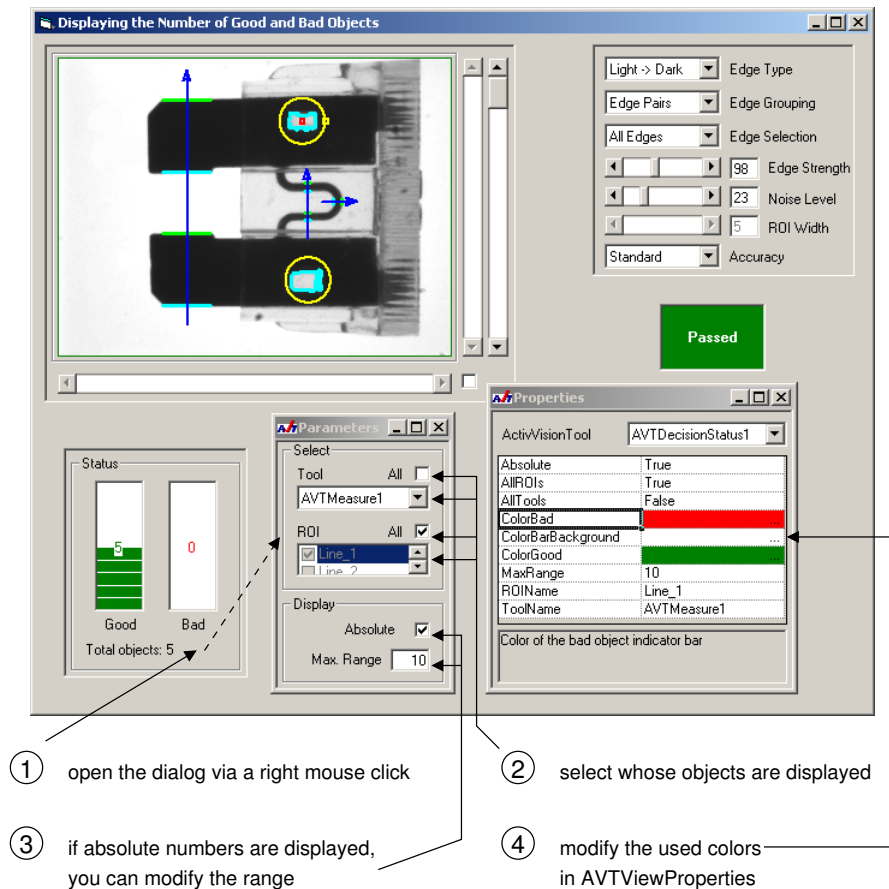 Displaying the Number of Good and Bad Objects
Light -> Dark Edge Type
Edge Pairs Edge Grouping
All Edges Edge Selection
98 Edge Strength
23 Noise Level
5 ROI Width
Standard Accuracy
Passed
Status
5 0
Good Bad
Total objects: 5
Parameters
Select
Tool All
AVTMeasure1
ROI All
Line_1
Line_2
Display
Absolute
Max. Range 10
Properties
ActivVisionTool AVTDecisionStatus1
Absolute True
AllROIs True
AllTools False
ColorBad ...
ColorBarBackground ...
ColorGood ...
MaxRange 10
ROIName Line_1
ToolName AVTMeasure1
Color of the bad object indicator bar
1 open the dialog via a right mouse click
2 select whose objects are displayed
3 if absolute numbers are displayed,
you can modify the range
4 modify the used colors
in AVTViewProperties